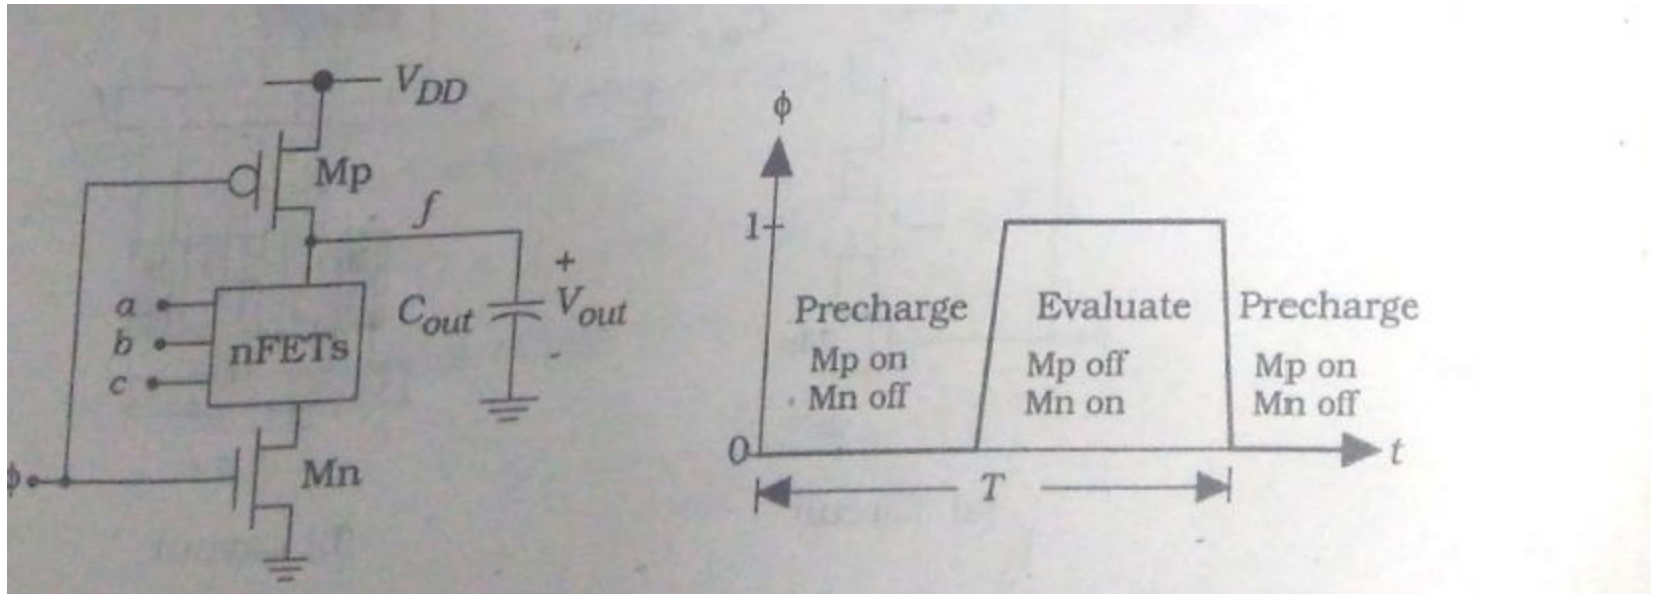 V_DD
Mp
f
a
b
c
nFETs
C_out
+
V_out
-
ϕ
Mn
ϕ
1
Precharge Evaluate Precharge
Mp on Mp off Mp on
Mn off Mn on Mn off
0
t
T